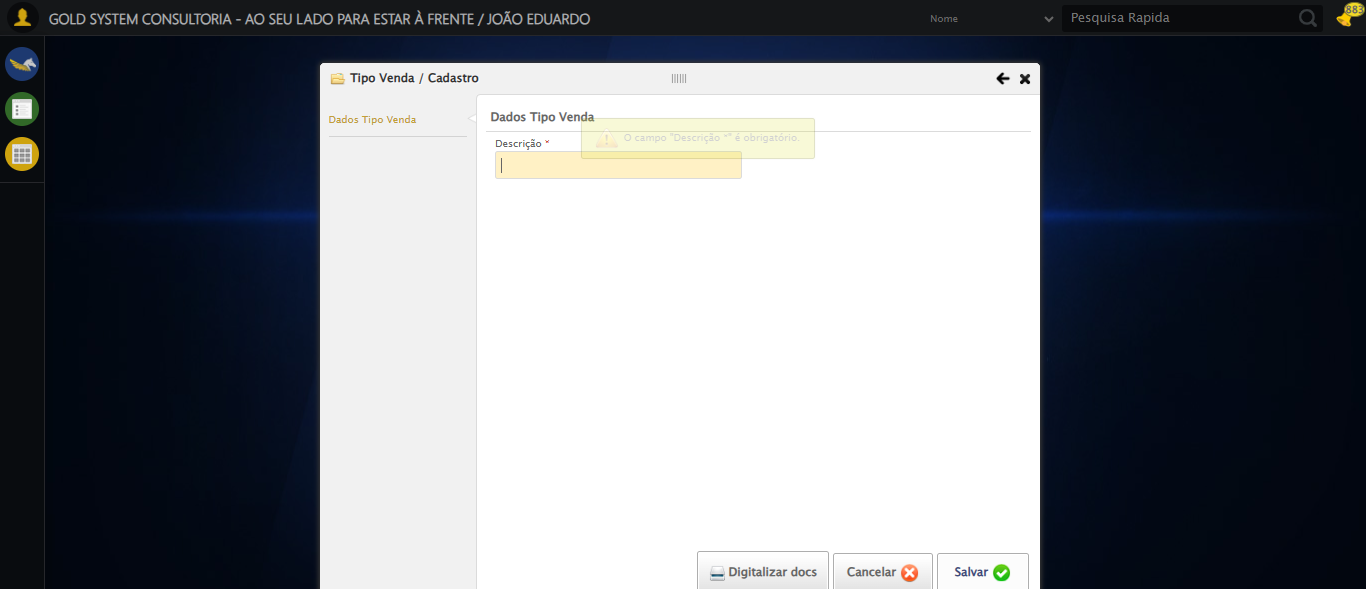 GOLD SYSTEM CONSULTORIA - AO SEU LADO PARA ESTAR À FRENTE / JOÃO EDUARDO
Nome
Pesquisa Rapida
883
Tipo Venda / Cadastro
Dados Tipo Venda
Dados Tipo Venda
O campo "Descrição *" é obrigatório.
Descrição *
Digitalizar docs
Cancelar
Salvar